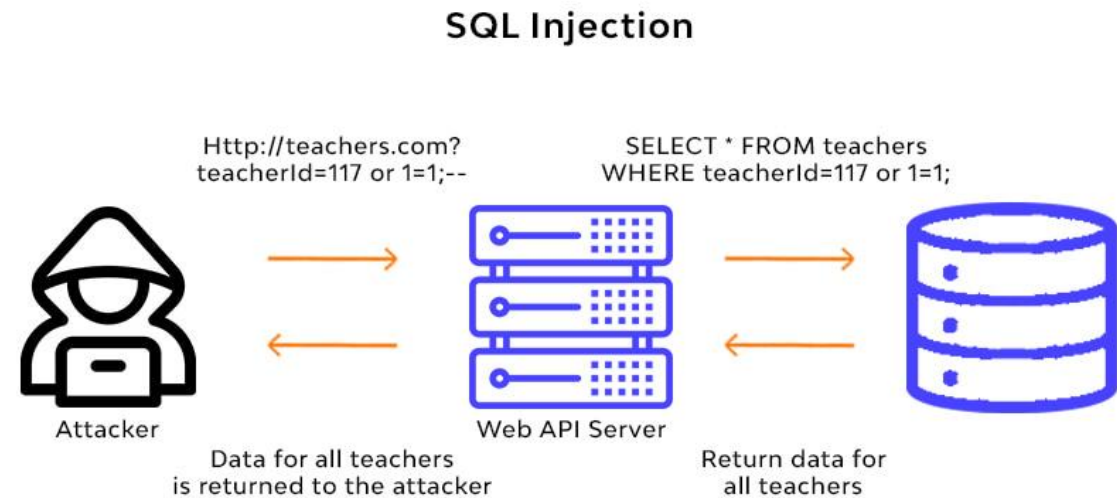 SQL Injection
Http://teachers.com?
teacherId=117 or 1=1;--
SELECT * FROM teachers
WHERE teacherId=117 or 1=1;
Attacker
Web API Server
Data for all teachers
is returned to the attacker
Return data for
all teachers